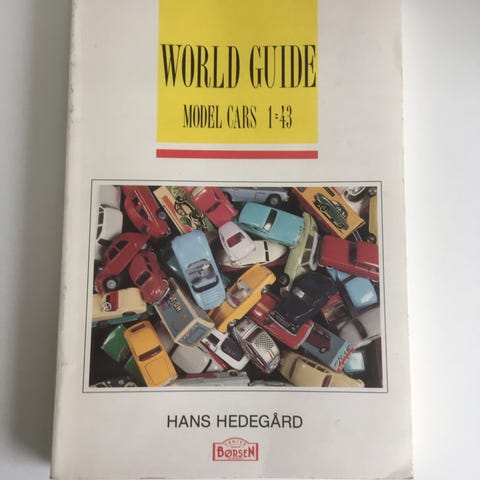 WORLD GUIDE
MODEL CARS 1:43
HANS HEDEGÅRD
BØRSEN